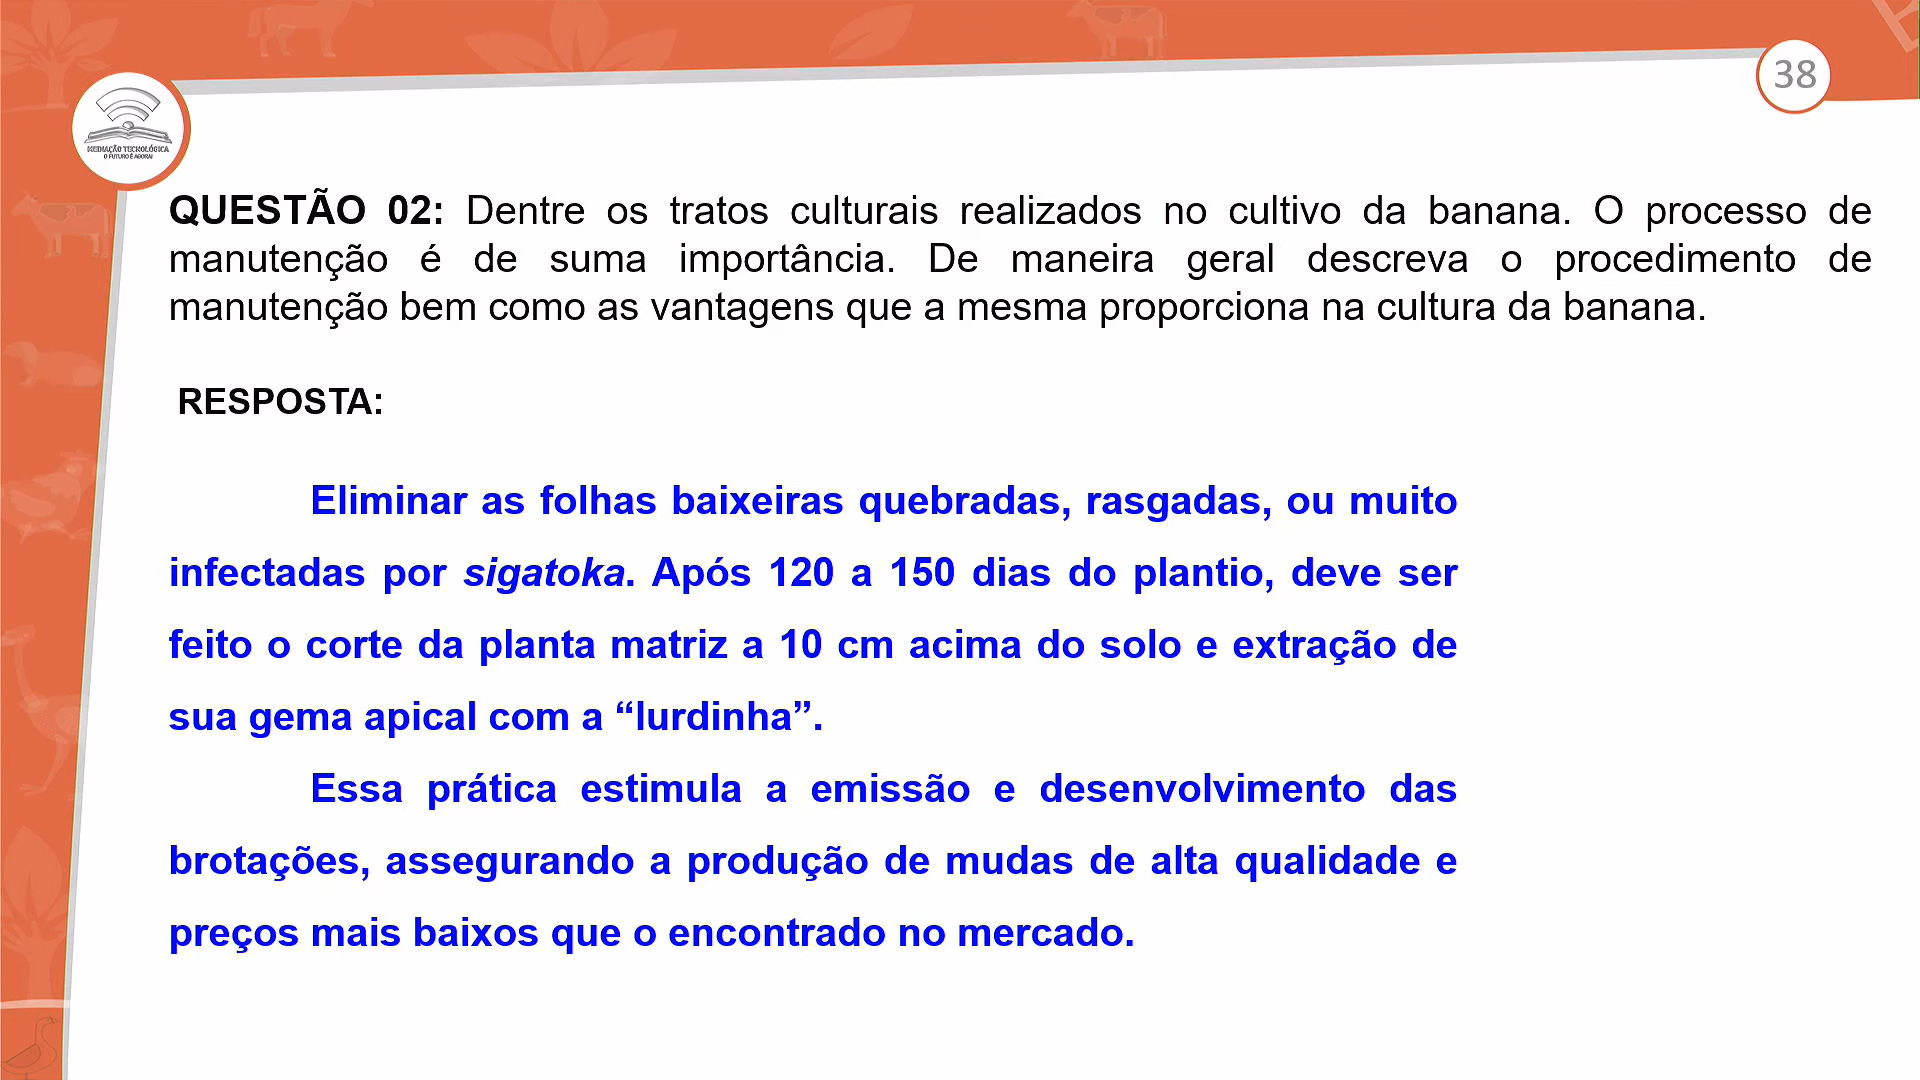 38
MEDIAÇÃO TECNOLÓGICA
O FUTURO É AGORA!
QUESTÃO 02: Dentre os tratos culturais realizados no cultivo da banana. O processo de
manutenção é de suma importância. De maneira geral descreva o procedimento de
manutenção bem como as vantagens que a mesma proporciona na cultura da banana.
RESPOSTA:
Eliminar as folhas baixeiras quebradas, rasgadas, ou muito
infectadas por sigatoka. Após 120 a 150 dias do plantio, deve ser
feito o corte da planta matriz a 10 cm acima do solo e extração de
sua gema apical com a “lurdinha”.
Essa prática estimula a emissão e desenvolvimento das
brotações, assegurando a produção de mudas de alta qualidade e
preços mais baixos que o encontrado no mercado.